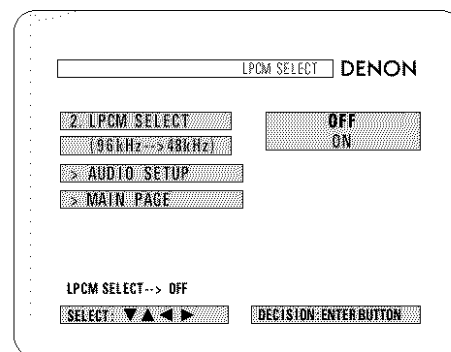 LPCM SELECT DENON
2. LPCM SELECT OFF
(96kHz-->48kHz) ON
> AUDIO SETUP
> MAIN PAGE
LPCM SELECT--> OFF
SELECT: ▼▲◀▶ DECISION:ENTER BUTTON